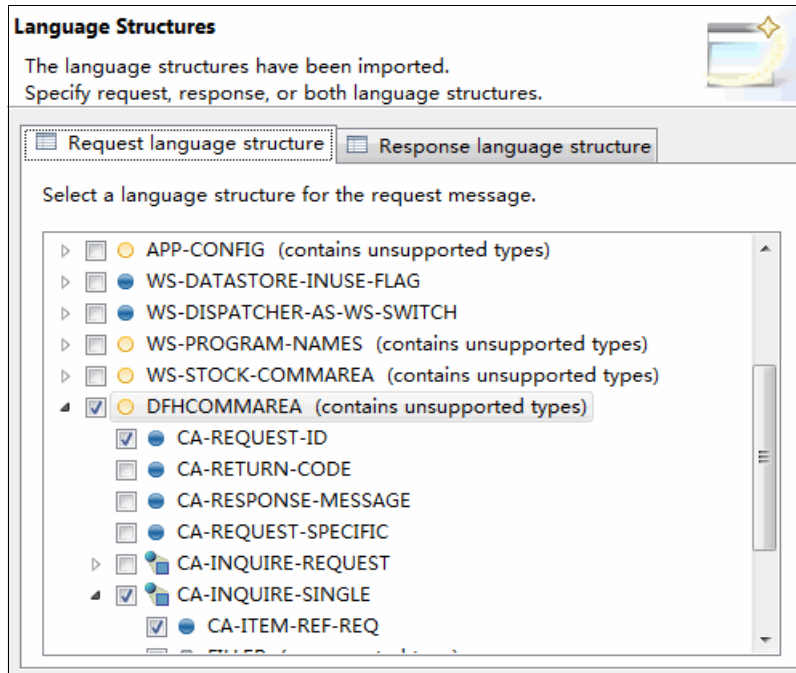 Language Structures
The language structures have been imported.
Specify request, response, or both language structures.
Request language structure
Response language structure
Select a language structure for the request message.
APP-CONFIG (contains unsupported types)
WS-DATASTORE-INUSE-FLAG
WS-DISPATCHER-AS-WS-SWITCH
WS-PROGRAM-NAMES (contains unsupported types)
WS-STOCK-COMMAREA (contains unsupported types)
DFHCOMMAREA (contains unsupported types)
CA-REQUEST-ID
CA-RETURN-CODE
CA-RESPONSE-MESSAGE
CA-REQUEST-SPECIFIC
CA-INQUIRE-REQUEST
CA-INQUIRE-SINGLE
CA-ITEM-REF-REQ